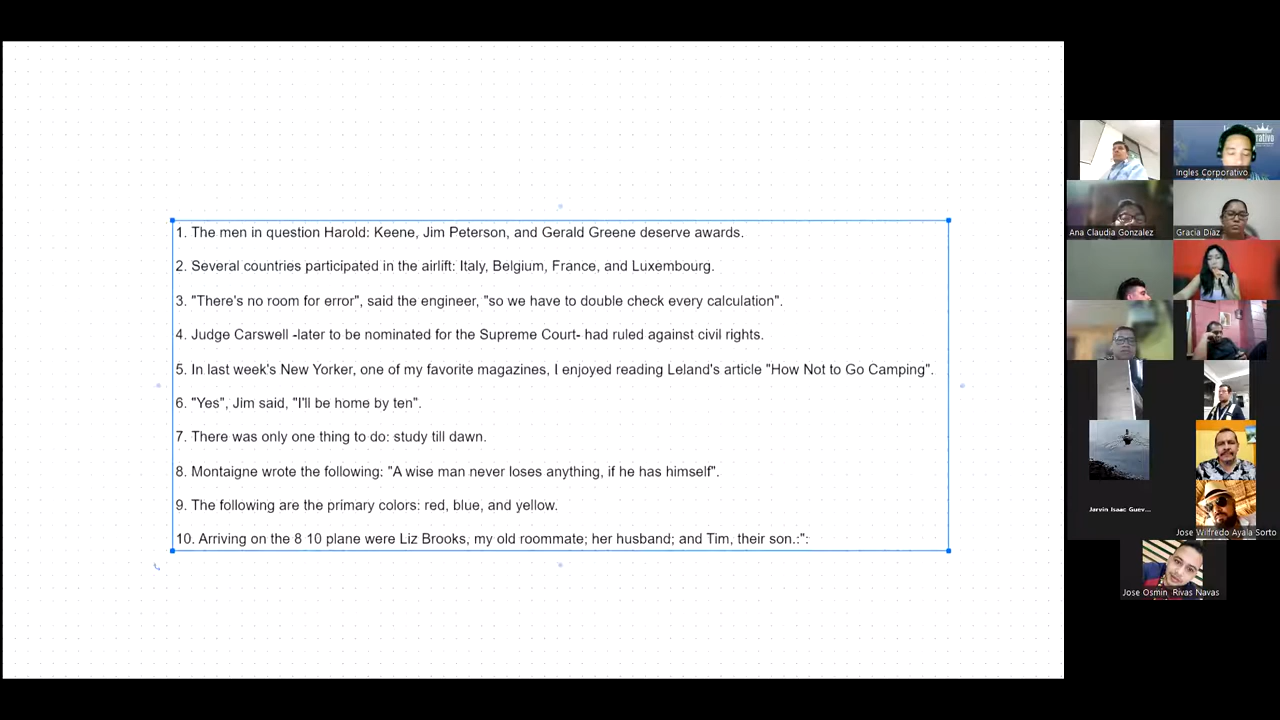 1. The men in question Harold: Keene, Jim Peterson, and Gerald Greene deserve awards.
2. Several countries participated in the airlift: Italy, Belgium, France, and Luxembourg.
3. "There's no room for error", said the engineer, "so we have to double check every calculation".
4. Judge Carswell -later to be nominated for the Supreme Court- had ruled against civil rights.
5. In last week's New Yorker, one of my favorite magazines, I enjoyed reading Leland's article "How Not to Go Camping".
6. "Yes", Jim said, "I'll be home by ten".
7. There was only one thing to do: study till dawn.
8. Montaigne wrote the following: "A wise man never loses anything, if he has himself".
9. The following are the primary colors: red, blue, and yellow.
10. Arriving on the 8 10 plane were Liz Brooks, my old roommate; her husband; and Tim, their son.:":
Ingles Corporativo
Ana Claudia Gonzalez
Gracia Díaz
Jarvin Isaac Guev...
Jose Wilfredo Ayala Sorto
Jose Osmin Rivas Navas